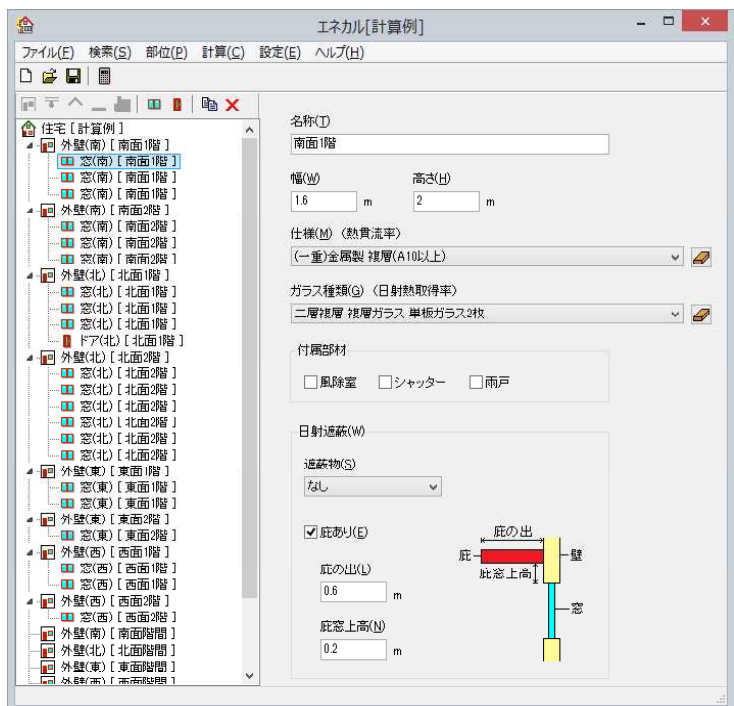 エネカル[計算例]
ファイル(F) 検索(S) 部位(P) 計算(C) 設定(E) ヘルプ(H)
住宅 [ 計算例 ]
外壁(南) [ 南面1階 ]
窓(南) [ 南面1階 ]
窓(南) [ 南面1階 ]
窓(南) [ 南面1階 ]
外壁(南) [ 南面2階 ]
窓(南) [ 南面2階 ]
窓(南) [ 南面2階 ]
窓(南) [ 南面2階 ]
外壁(北) [ 北面1階 ]
窓(北) [ 北面1階 ]
窓(北) [ 北面1階 ]
窓(北) [ 北面1階 ]
ドア(北) [ 北面1階 ]
外壁(北) [ 北面2階 ]
窓(北) [ 北面2階 ]
窓(北) [ 北面2階 ]
窓(北) [ 北面2階 ]
窓(北) [ 北面2階 ]
窓(北) [ 北面2階 ]
窓(北) [ 北面2階 ]
外壁(東) [ 東面1階 ]
窓(東) [ 東面1階 ]
窓(東) [ 東面1階 ]
外壁(東) [ 東面2階 ]
窓(東) [ 東面2階 ]
外壁(西) [ 西面1階 ]
窓(西) [ 西面1階 ]
窓(西) [ 西面1階 ]
外壁(西) [ 西面2階 ]
窓(西) [ 西面2階 ]
外壁(南) [ 南面階間 ]
外壁(北) [ 北面階間 ]
外壁(東) [ 東面階間 ]
外壁(西) [ 西面階間 ]
名称(T)
南面1階
幅(W) 高さ(H)
1.6 m 2 m
仕様(M) (熱貫流率)
(一重)金属製 複層(A10以上)
ガラス種類(G) (日射熱取得率)
二層複層 複層ガラス 単板ガラス2枚
付属部材
風除室 シャッター 雨戸
日射遮蔽(W)
遮蔽物(S)
なし
庇あり(E)
庇の出(L)
0.6 m
庇窓上高(N)
0.2 m
庇の出
庇 壁
庇窓上高
窓